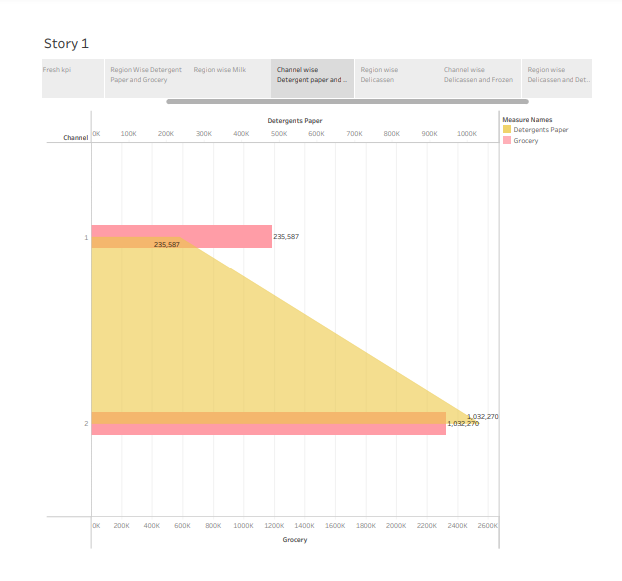 Story 1
Fresh kpi
Region Wise Detergent
Paper and Grocery
Region wise Milk
Channel wise
Detergent paper and ..
Region wise
Delicassen
Channel wise
Delicassen and Frozen
Region wise
Delicassen and Det..
Detergents Paper
Channel
0K 100K 200K 300K 400K 500K 600K 700K 800K 900K 1000K
Measure Names
Detergents Paper
Grocery
1
235,587
235,587
1,032,270
2
1,032,270
0K 200K 400K 600K 800K 1000K 1200K 1400K 1600K 1800K 2000K 2200K 2400K 2600K
Grocery